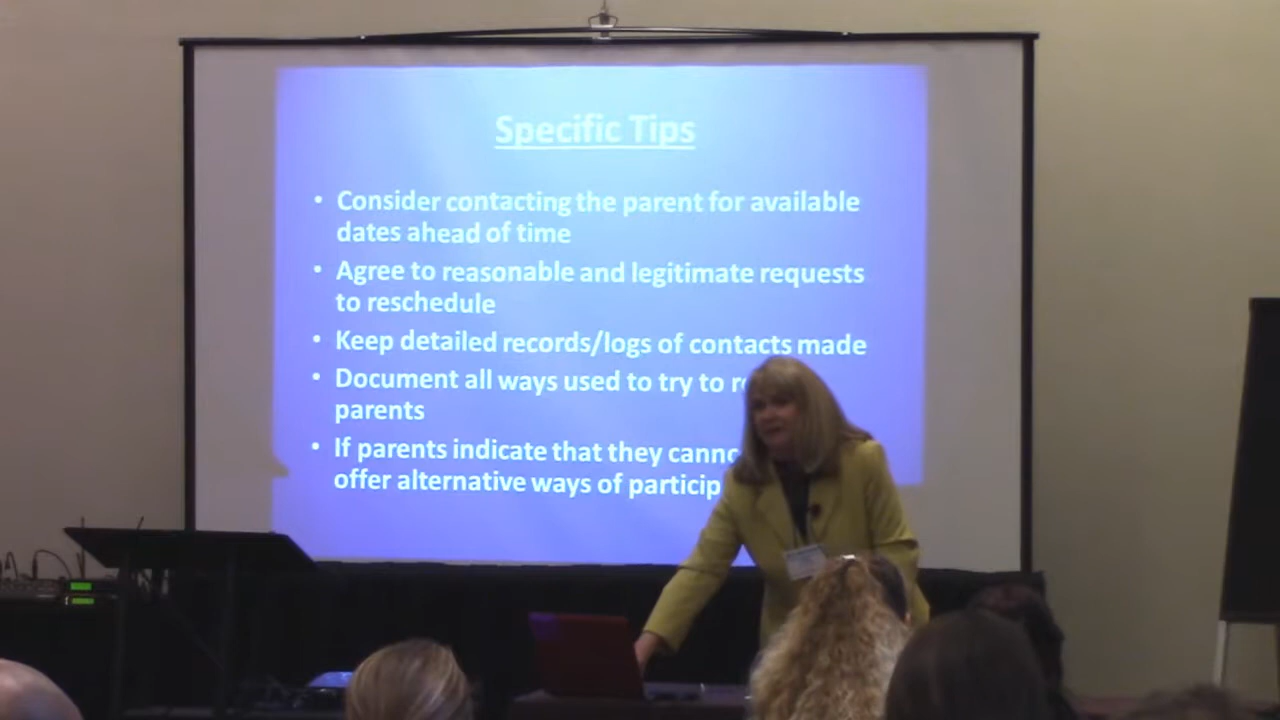 Specific Tips
• Consider contacting the parent for available
dates ahead of time
• Agree to reasonable and legitimate requests
to reschedule
• Keep detailed records/logs of contacts made
• Document all ways used to try to
parents
• If parents indicate that they
offer alternative ways of